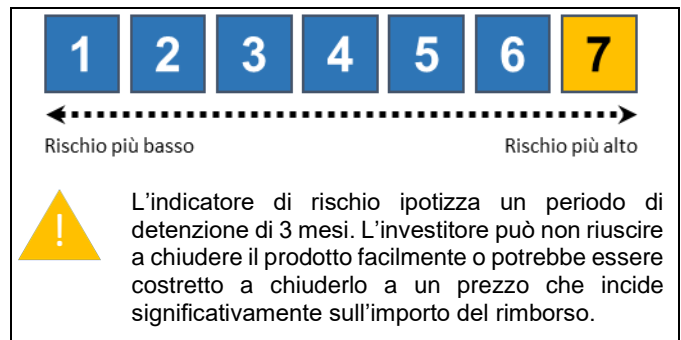 1 2 3 4 5 6 7
Rischio più basso Rischio più alto
!
L'indicatore di rischio ipotizza un periodo di
detenzione di 3 mesi. L'investitore può non riuscire
a chiudere il prodotto facilmente o potrebbe essere
costretto a chiuderlo a un prezzo che incide
significativamente sull'importo del rimborso.